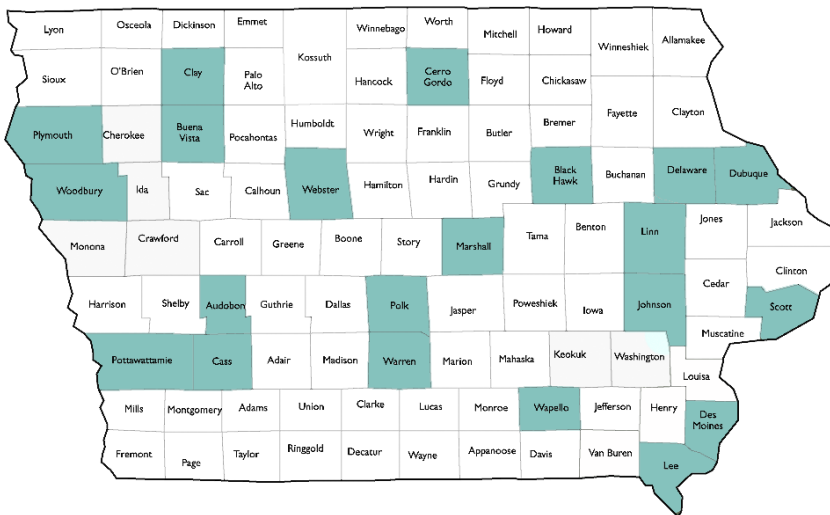 Lyon
Osceola
Dickinson
Emmet
Kossuth
Winnebago
Worth
Mitchell
Howard
Winneshiek
Allamakee
Sioux
O'Brien
Clay
Palo
Alto
Hancock
Cerro
Gordo
Floyd
Chickasaw
Fayette
Clayton
Plymouth
Cherokee
Buena
Vista
Pocahontas
Humboldt
Wright
Franklin
Butler
Bremer
Woodbury
Ida
Sac
Calhoun
Webster
Hamilton
Hardin
Grundy
Black
Hawk
Buchanan
Delaware
Dubuque
Monona
Crawford
Carroll
Greene
Boone
Story
Marshall
Tama
Benton
Linn
Jones
Jackson
Harrison
Shelby
Audobon
Guthrie
Dallas
Polk
Jasper
Poweshiek
Iowa
Johnson
Cedar
Clinton
Scott
Muscatine
Pottawattamie
Cass
Adair
Madison
Warren
Marion
Mahaska
Keokuk
Washington
Louisa
Mills
Montgomery
Adams
Union
Clarke
Lucas
Monroe
Wapello
Jefferson
Henry
Des
Moines
Fremont
Page
Taylor
Ringgold
Decatur
Wayne
Appanoose
Davis
Van Buren
Lee